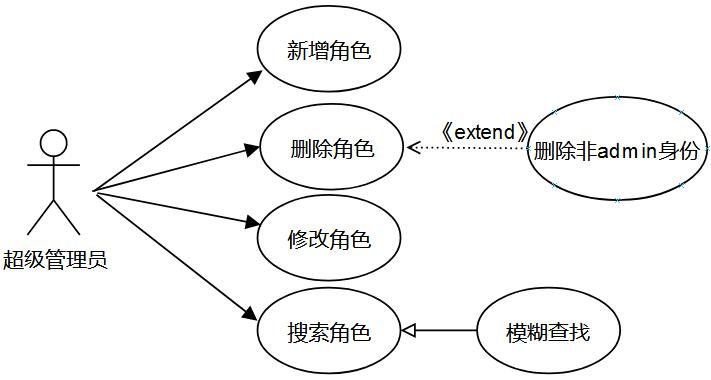 新增角色
《extend》
删除角色
删除非admin身份
修改角色
超级管理员
搜索角色
模糊查找